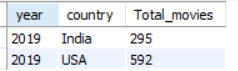 year country Total_movies
2019 India 295
2019 USA 592